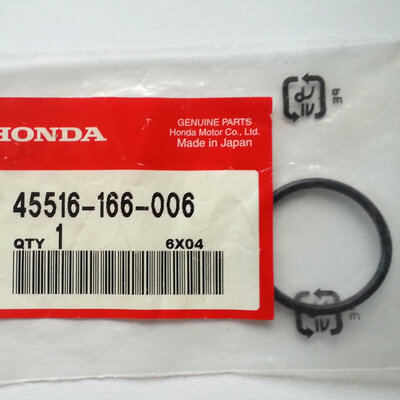 HONDA
GENUINE PARTS
Honda Motor Co., Ltd.
Made in Japan
45516-166-006
QTY 1
6X04